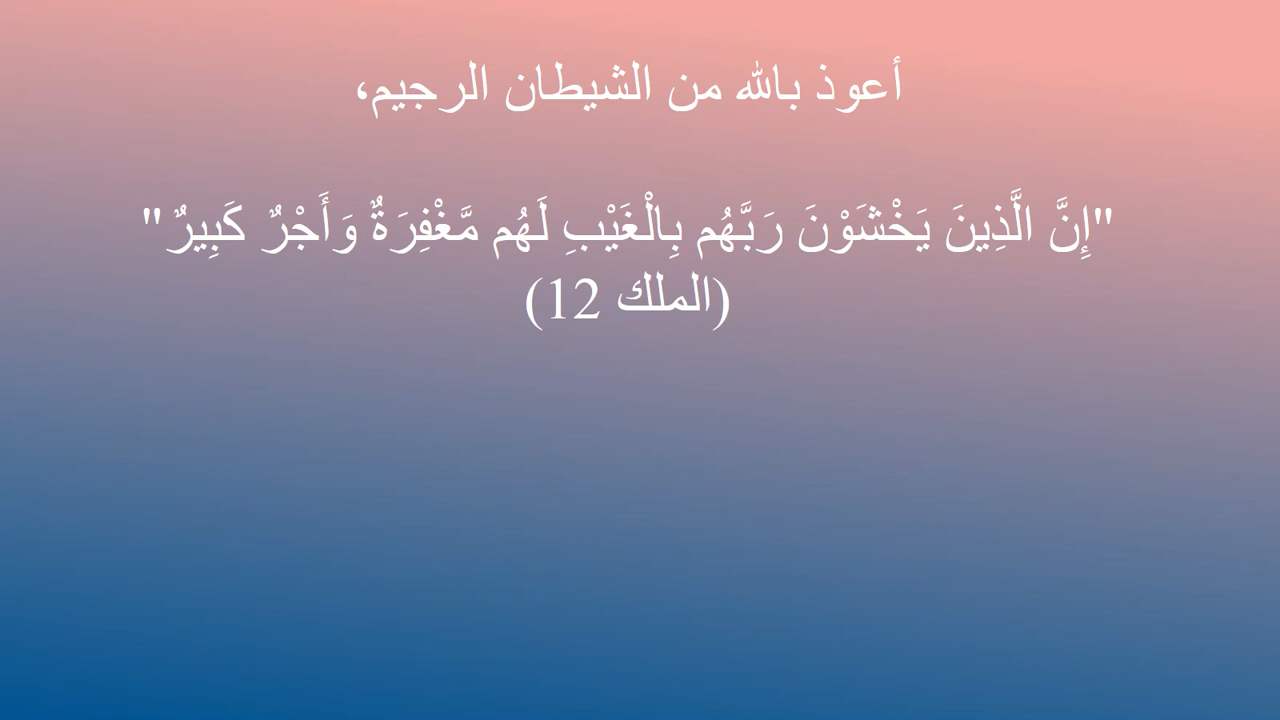 أعوذ بالله من الشيطان الرجيم،
"إِنَّ الَّذِينَ يَخْشَوْنَ رَبَّهُم بِالْغَيْبِ لَهُم مَّغْفِرَةٌ وَأَجْرٌ كَبِيرٌ"
(الملك 12)